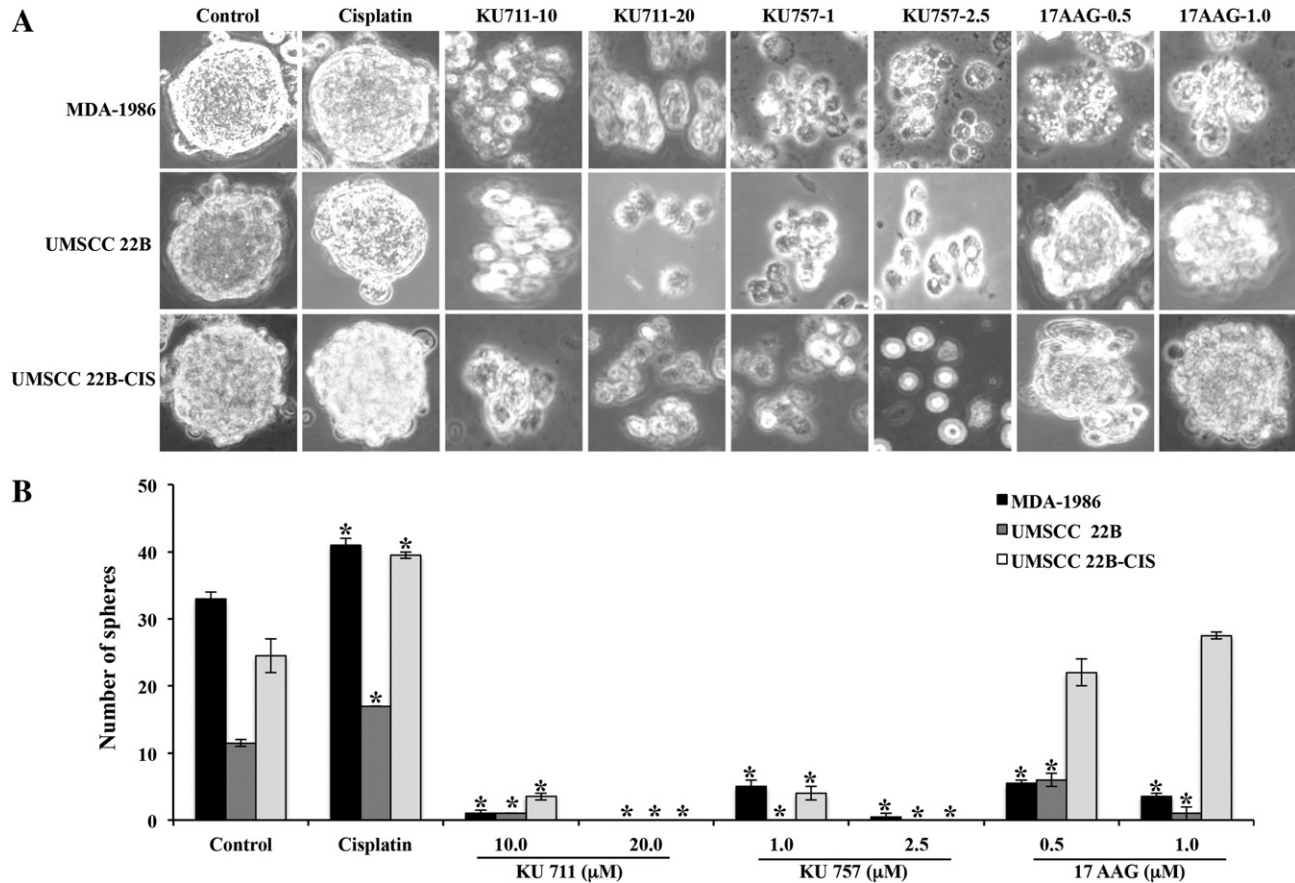 A
Control Cisplatin KU711-10 KU711-20 KU757-1 KU757-2.5 17AAG-0.5 17AAG-1.0
MDA-1986
UMSCC 22B
UMSCC 22B-CIS
B
50
40
30
20
10
0
Number of spheres
MDA-1986
UMSCC 22B
UMSCC 22B-CIS
* *
*
* * *
* * *
* * *
* * *
* *
* *
Control Cisplatin 10.0 20.0 1.0 2.5 0.5 1.0
KU 711 (μM) KU 757 (μM) 17 AAG (μM)